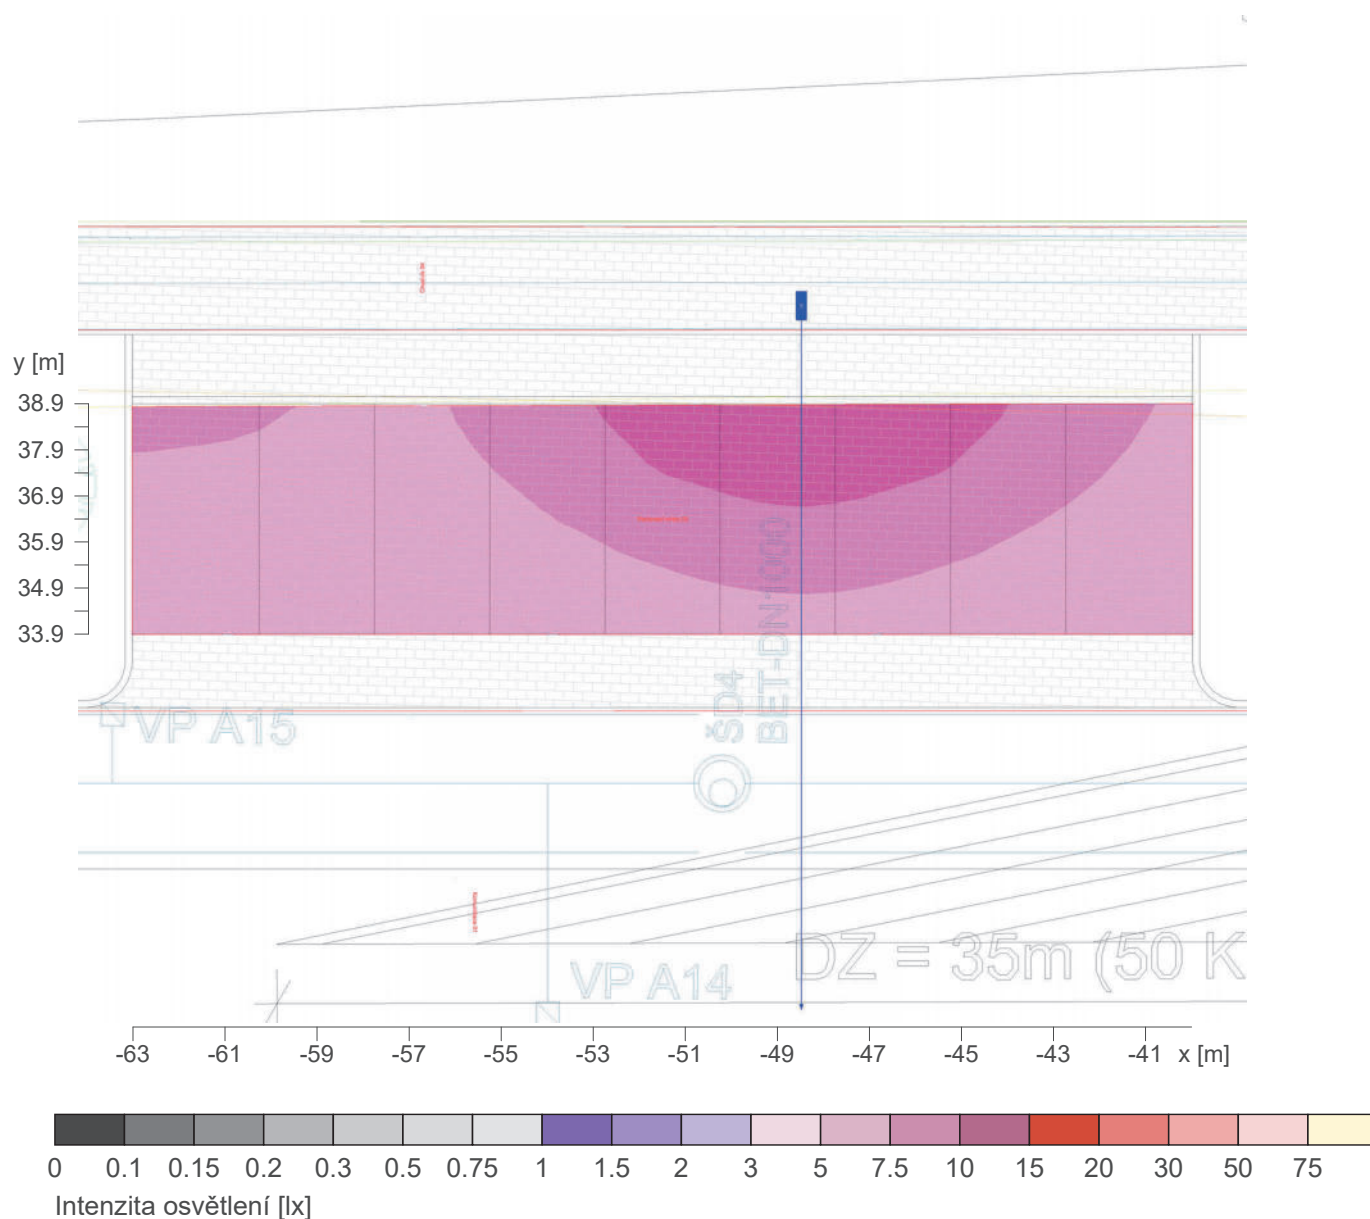 y [m]
38.9
37.9
36.9
35.9
34.9
33.9
ŠD4
BET-DN1000
VP A15
VP A14
DZ = 35m (50 K
-63 -61 -59 -57 -55 -53 -51 -49 -47 -45 -43 -41 x [m]
0 0.1 0.15 0.2 0.3 0.5 0.75 1 1.5 2 3 5 7.5 10 15 20 30 50 75
Intenzita osvětlení [lx]